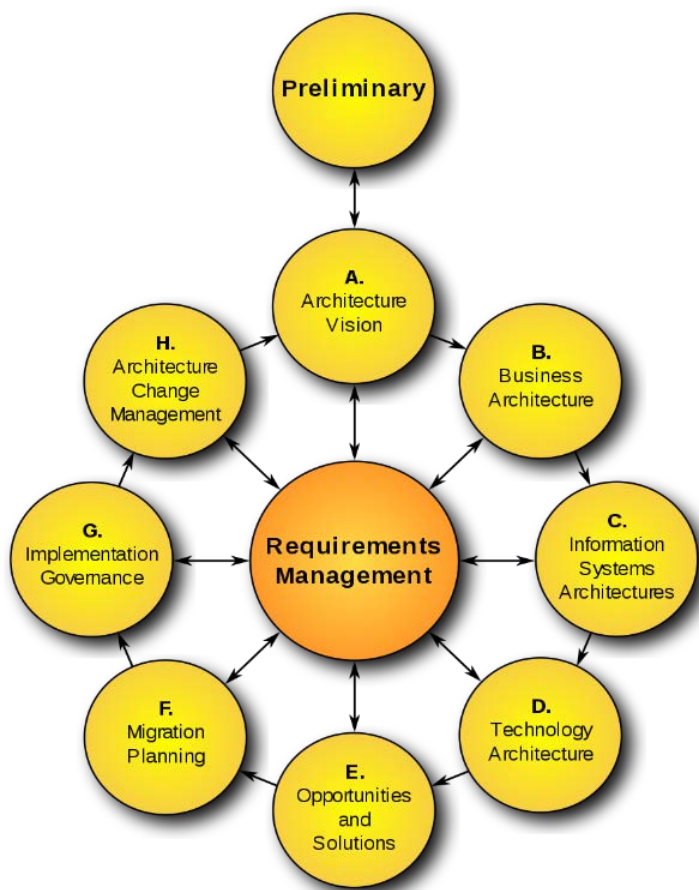 Preliminary
A.
Architecture
Vision
B.
Business
Architecture
C.
Information
Systems
Architectures
D.
Technology
Architecture
E.
Opportunities
and
Solutions
F.
Migration
Planning
G.
Implementation
Governance
H.
Architecture
Change
Management
Requirements
Management